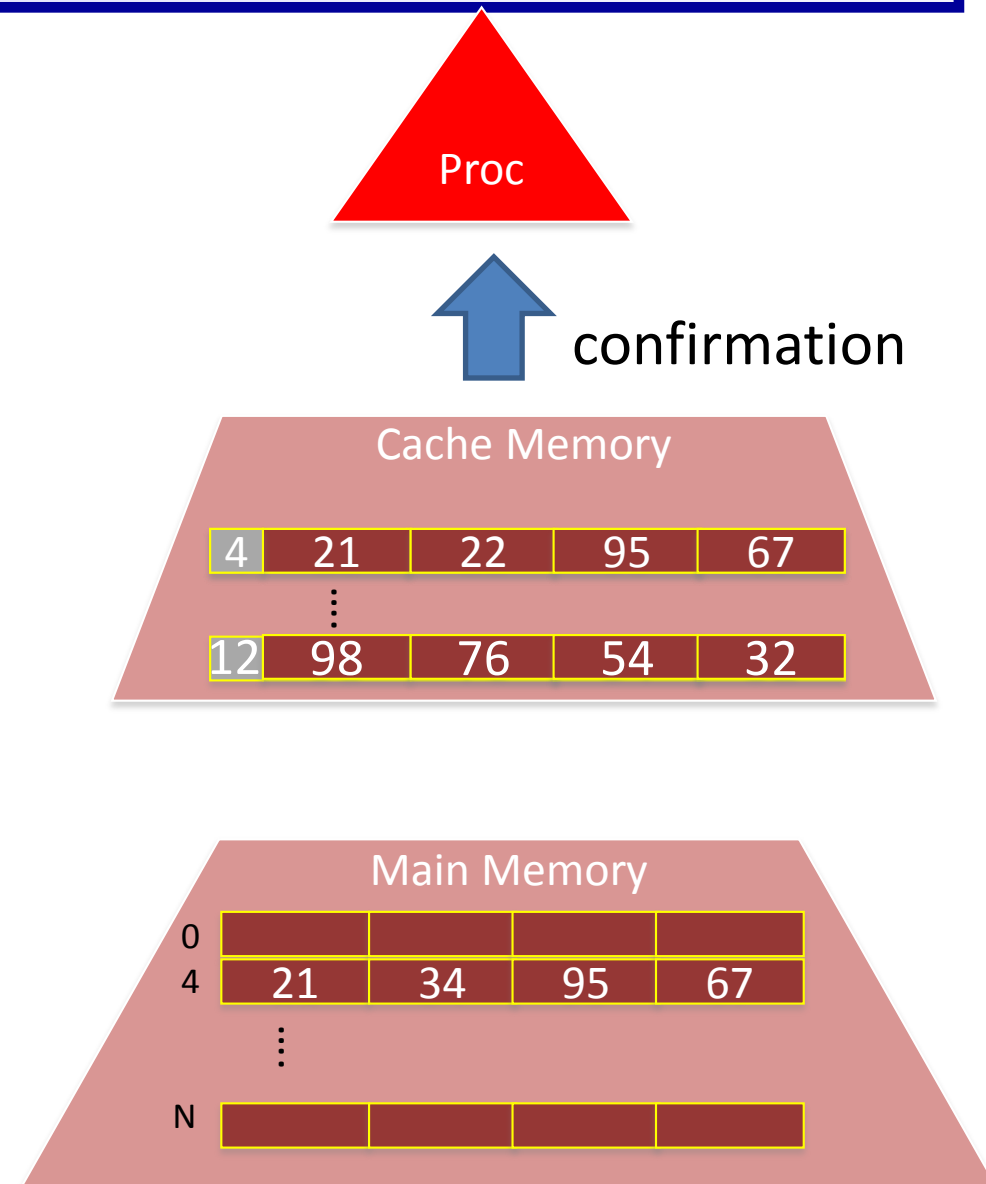 Proc
confirmation
Cache Memory
4 21 22 95 67
12 98 76 54 32
Main Memory
0
4 21 34 95 67
N